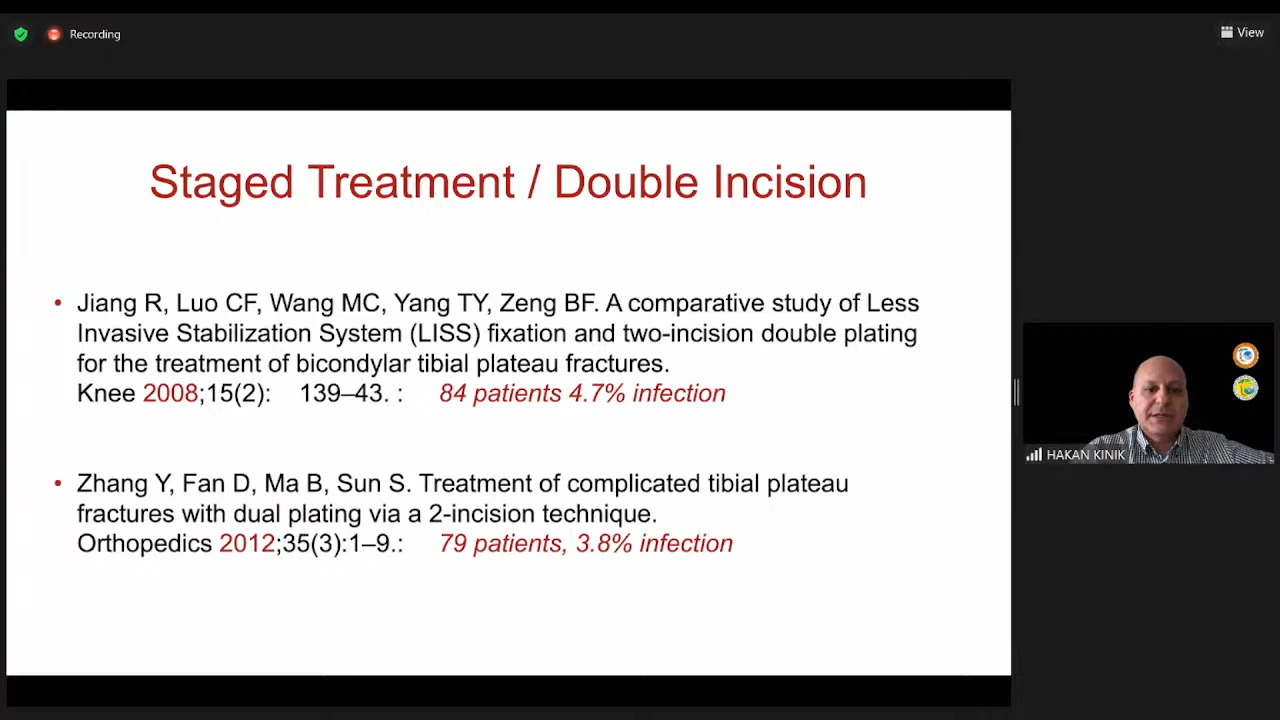 Recording
View
Staged Treatment / Double Incision
• Jiang R, Luo CF, Wang MC, Yang TY, Zeng BF. A comparative study of Less
Invasive Stabilization System (LISS) fixation and two-incision double plating
for the treatment of bicondylar tibial plateau fractures.
Knee 2008;15(2): 139–43. : 84 patients 4.7% infection
• Zhang Y, Fan D, Ma B, Sun S. Treatment of complicated tibial plateau
fractures with dual plating via a 2-incision technique.
Orthopedics 2012;35(3):1–9.: 79 patients, 3.8% infection
HAKAN KINIK